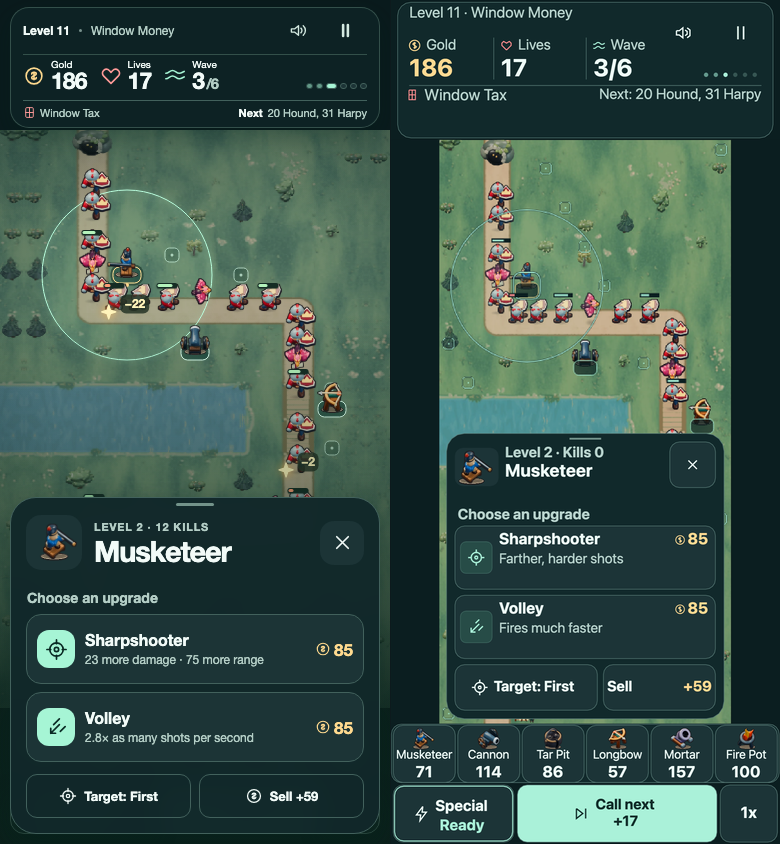 Level 11 · Window Money
Gold
186
Lives
17
Wave
3/6
Window Tax
Next 20 Hound, 31 Harpy
-22
-2
LEVEL 2 · 12 KILLS
Musketeer
Choose an upgrade
Sharpshooter
23 more damage · 75 more range
85
Volley
2.8× as many shots per second
85
Target: First
Sell +59
Level 11 · Window Money
Gold
186
Lives
17
Wave
3/6
Window Tax
Next: 20 Hound, 31 Harpy
Level 2 · Kills 0
Musketeer
Choose an upgrade
Sharpshooter
85
Farther, harder shots
Volley
85
Fires much faster
Target: First
Sell +59
Musketeer
71
Cannon
114
Tar Pit
86
Longbow
57
Mortar
157
Fire Pot
100
Special
Ready
Call next
+17
1x